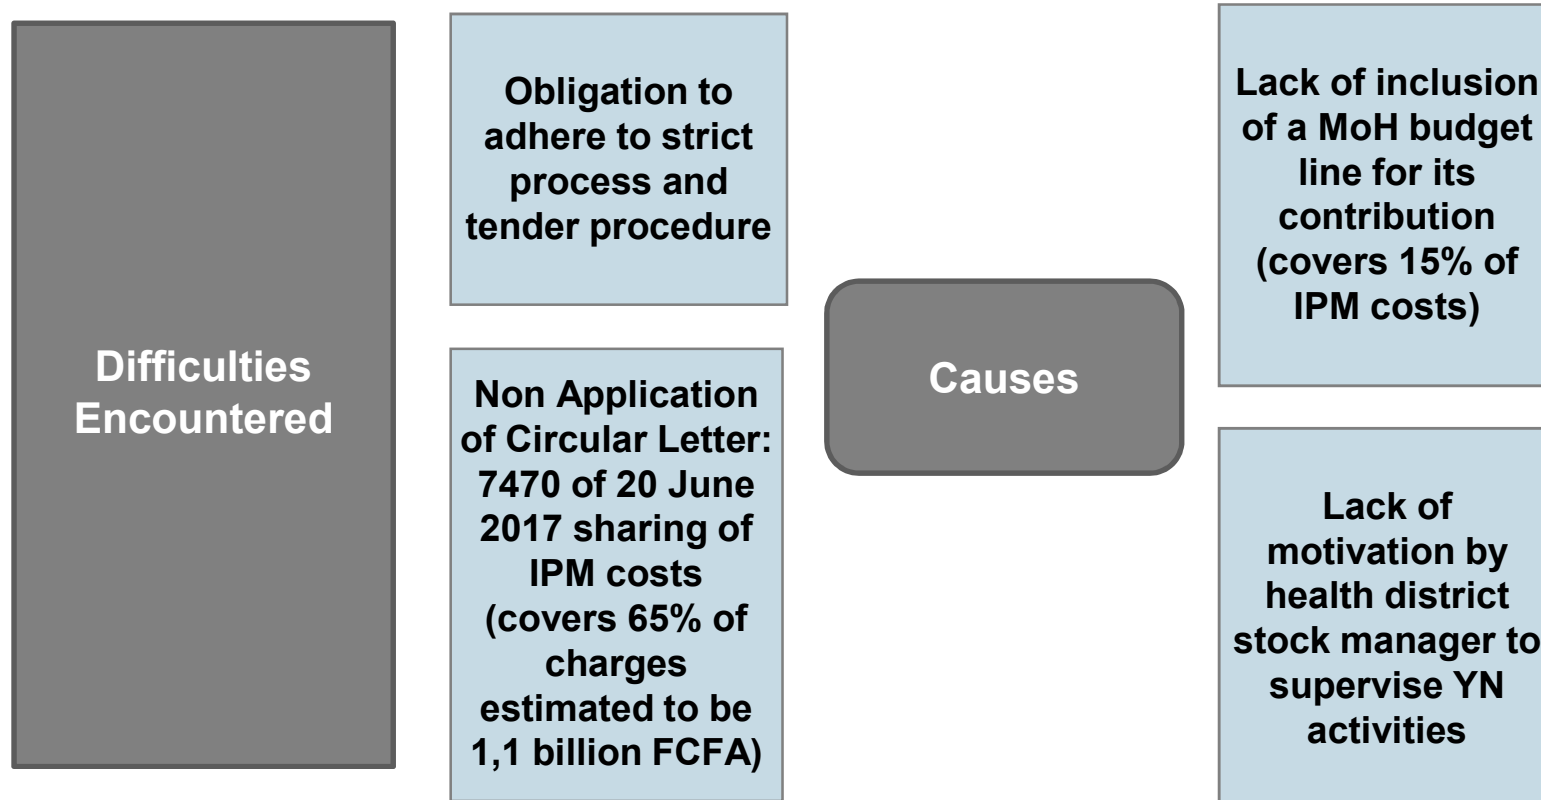 Difficulties
Encountered
Obligation to
adhere to strict
process and
tender procedure
Non Application
of Circular Letter:
7470 of 20 June
2017 sharing of
IPM costs
(covers 65% of
charges
estimated to be
1,1 billion FCFA)
Causes
Lack of inclusion
of a MoH budget
line for its
contribution
(covers 15% of
IPM costs)
Lack of
motivation by
health district
stock manager to
supervise YN
activities